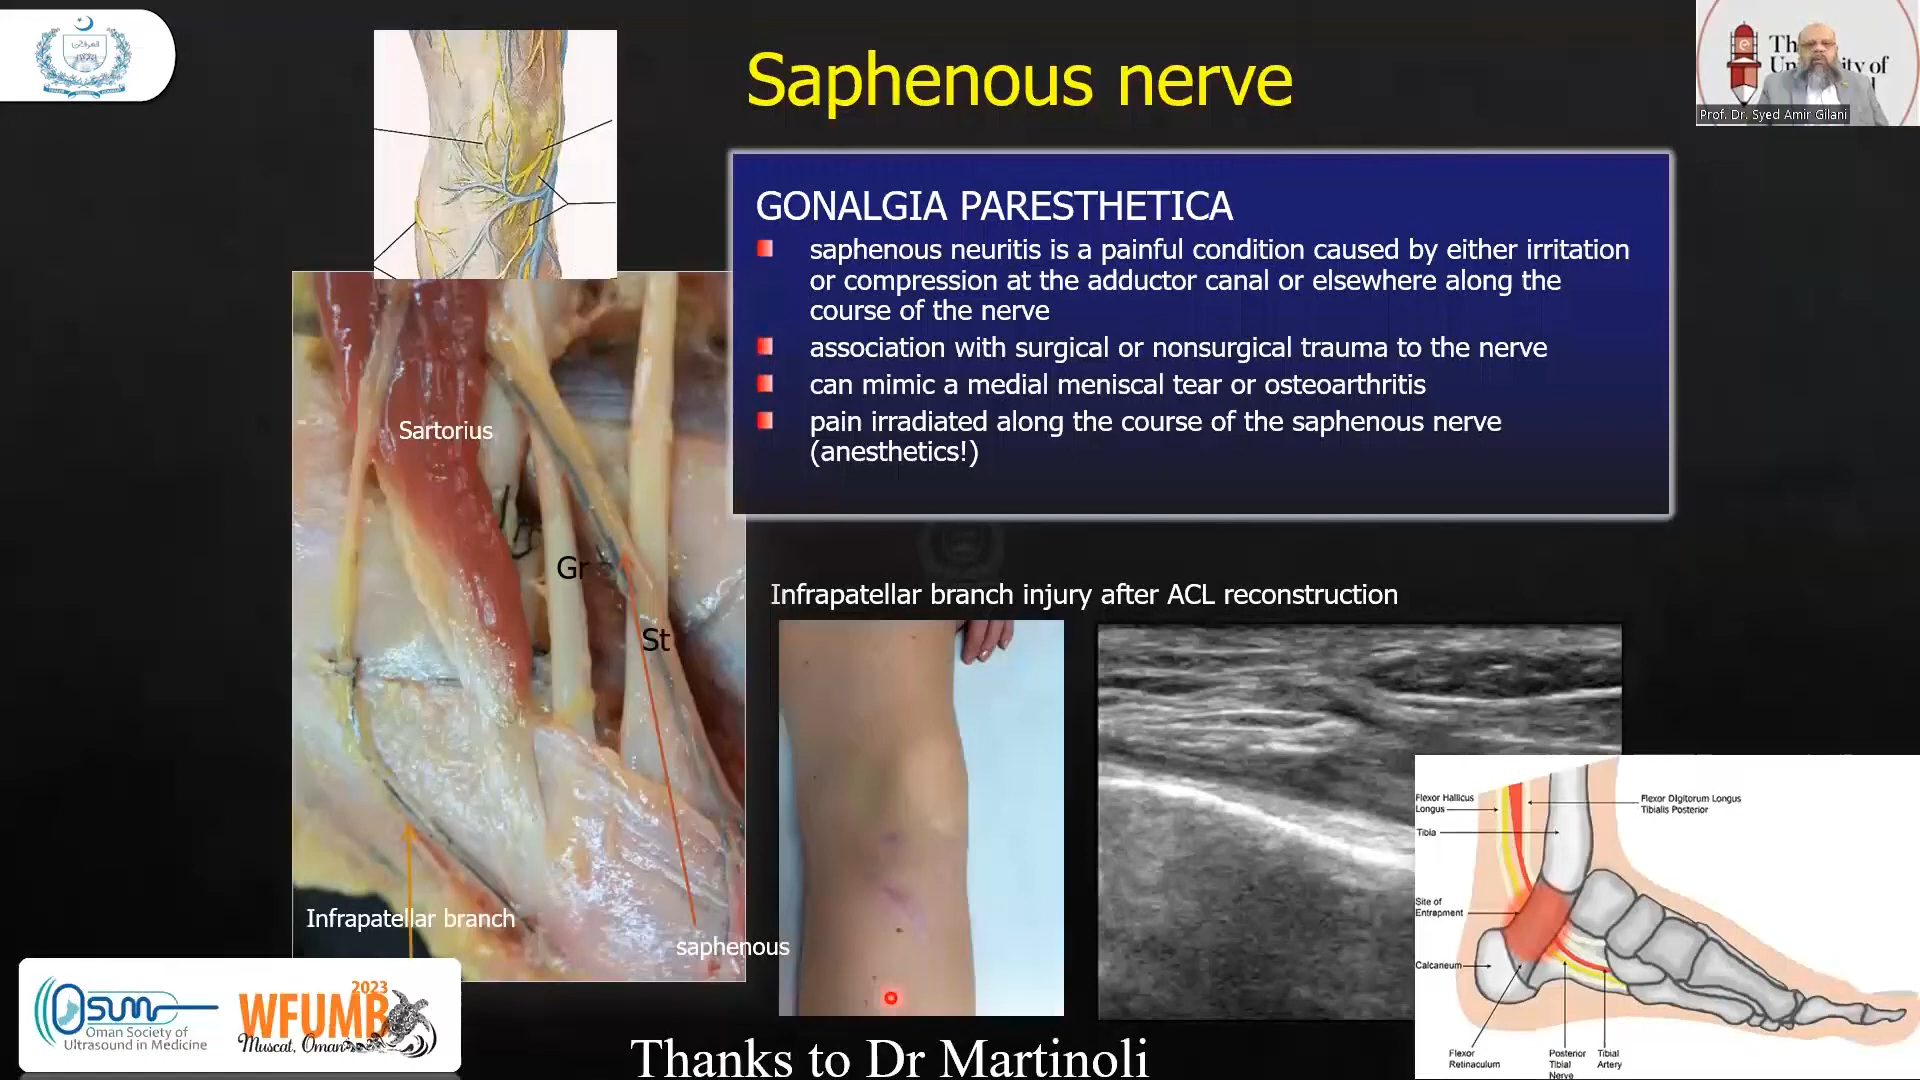 Saphenous nerve
Prof. Dr. Syed Amir Gilani
GONALGIA PARESTHETICA
saphenous neuritis is a painful condition caused by either irritation
or compression at the adductor canal or elsewhere along the
course of the nerve
association with surgical or nonsurgical trauma to the nerve
can mimic a medial meniscal tear or osteoarthritis
pain irradiated along the course of the saphenous nerve
(anesthetics!)
Sartorius
Gr
St
Infrapatellar branch
saphenous
Infrapatellar branch injury after ACL reconstruction
Flexor Hallicus
Longus
Flexor Digitorum Longus
Tibialis Posterior
Tibia
Site of
Entrapment
Calcaneum
Flexor
Retinaculum
Posterior
Tibial
Nerve
Tibial
Artery
Osum
Oman Society of
Ultrasound in Medicine
2023
WFUMB
Muscat, Oman
Thanks to Dr Martinoli